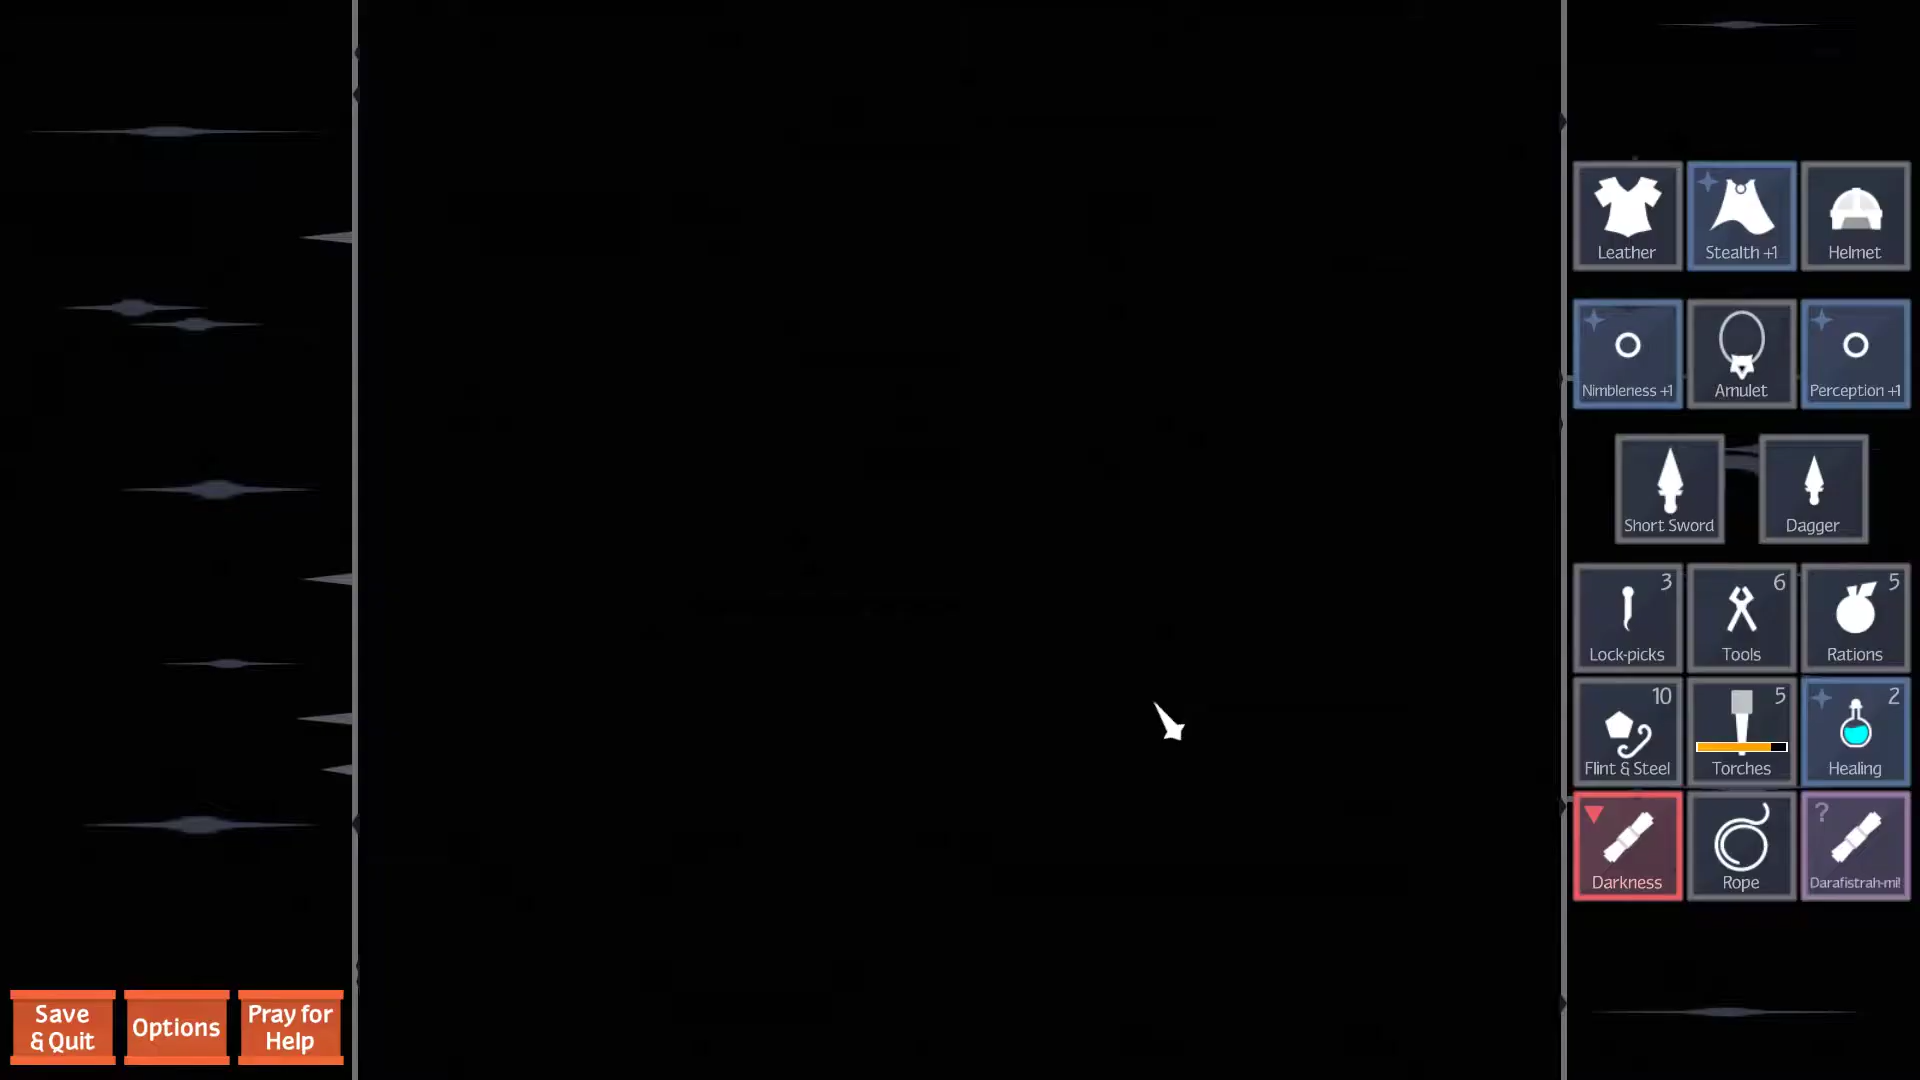 Leather
Stealth +1
Helmet
Nimbleness +1
Amulet
Perception +1
Short Sword
Dagger
3
Lock-picks
6
Tools
5
Rations
10
Flint & Steel
5
Torches
2
Healing
Darkness
Rope
?
Darafistrah-mi!
Save
& Quit
Options
Pray for
Help